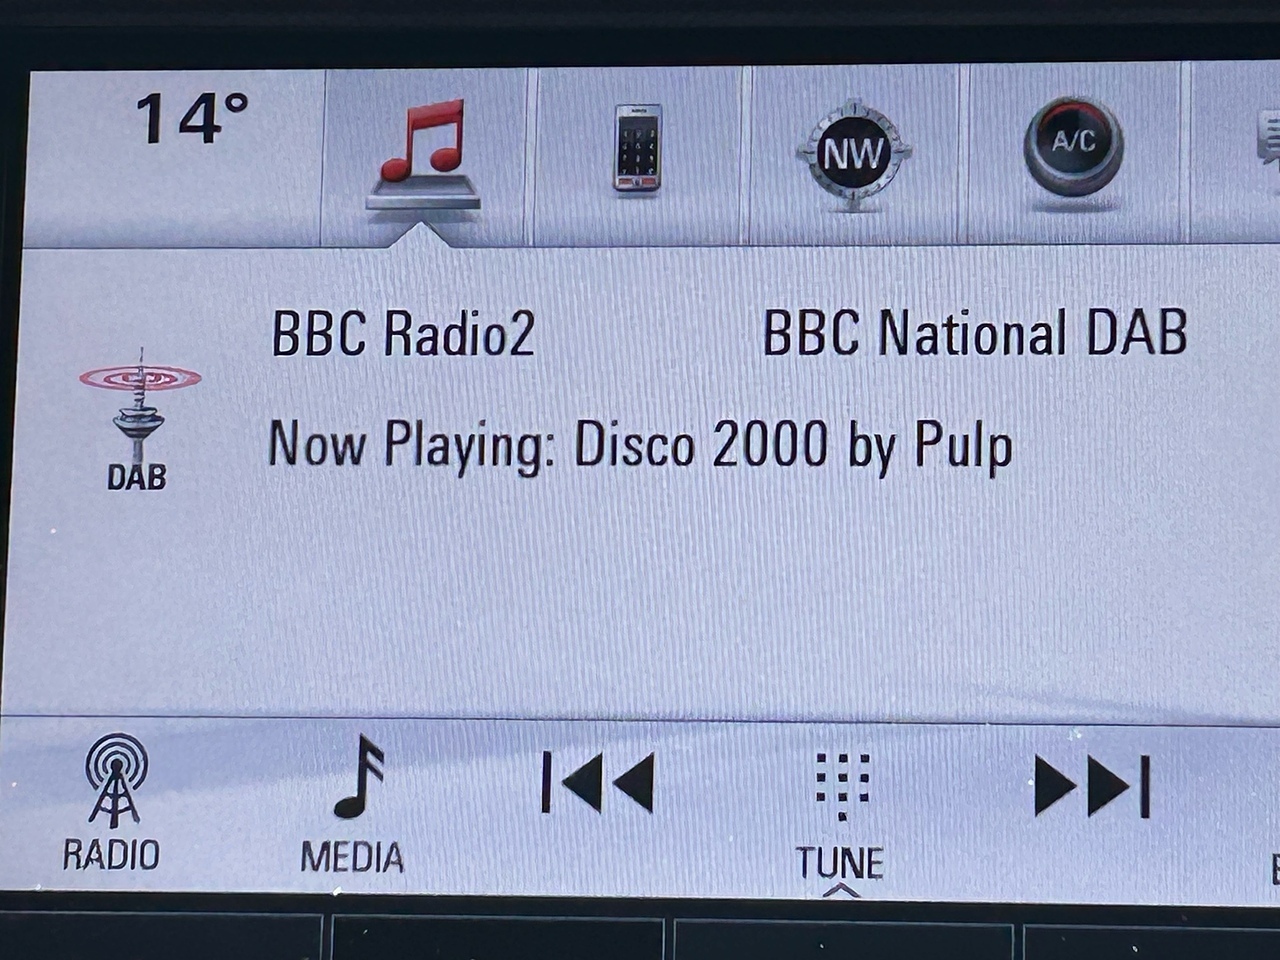 14°
NW
A/C
BBC Radio2 BBC National DAB
Now Playing: Disco 2000 by Pulp
DAB
RADIO
MEDIA
TUNE